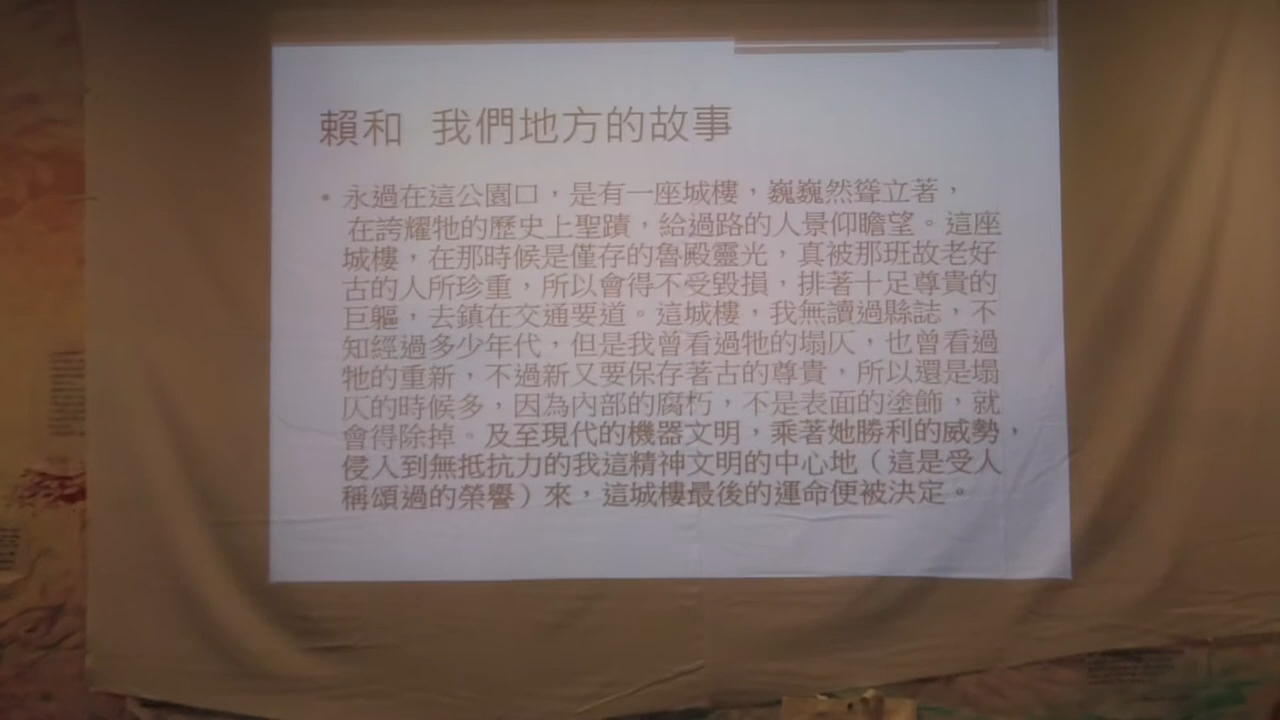 賴和 我們地方的故事
• 永過在這公園口，是有一座城樓，巍巍然聳立著，
在誇耀牠的歷史上聖蹟，給過路的人景仰瞻望。這座
城樓，在那時候是僅存的魯殿靈光，真被那班故老好
古的人所珍重，所以會得不受毀損，排著十足尊貴的
巨軀，去鎮在交通要道。這城樓，我無讀過縣誌，不
知經過多少年代，但是我曾看過牠的塌仄，也曾看過
牠的重新，不過新又要保存著古的尊貴，所以還是塌
仄的時候多，因為內部的腐朽，不是表面的塗飾，就
會得除掉。及至現代的機器文明，乘著她勝利的威勢，
侵入到無抵抗力的我這精神文明的中心地（這是受人
稱頌過的榮譽）來，這城樓最後的運命便被決定。